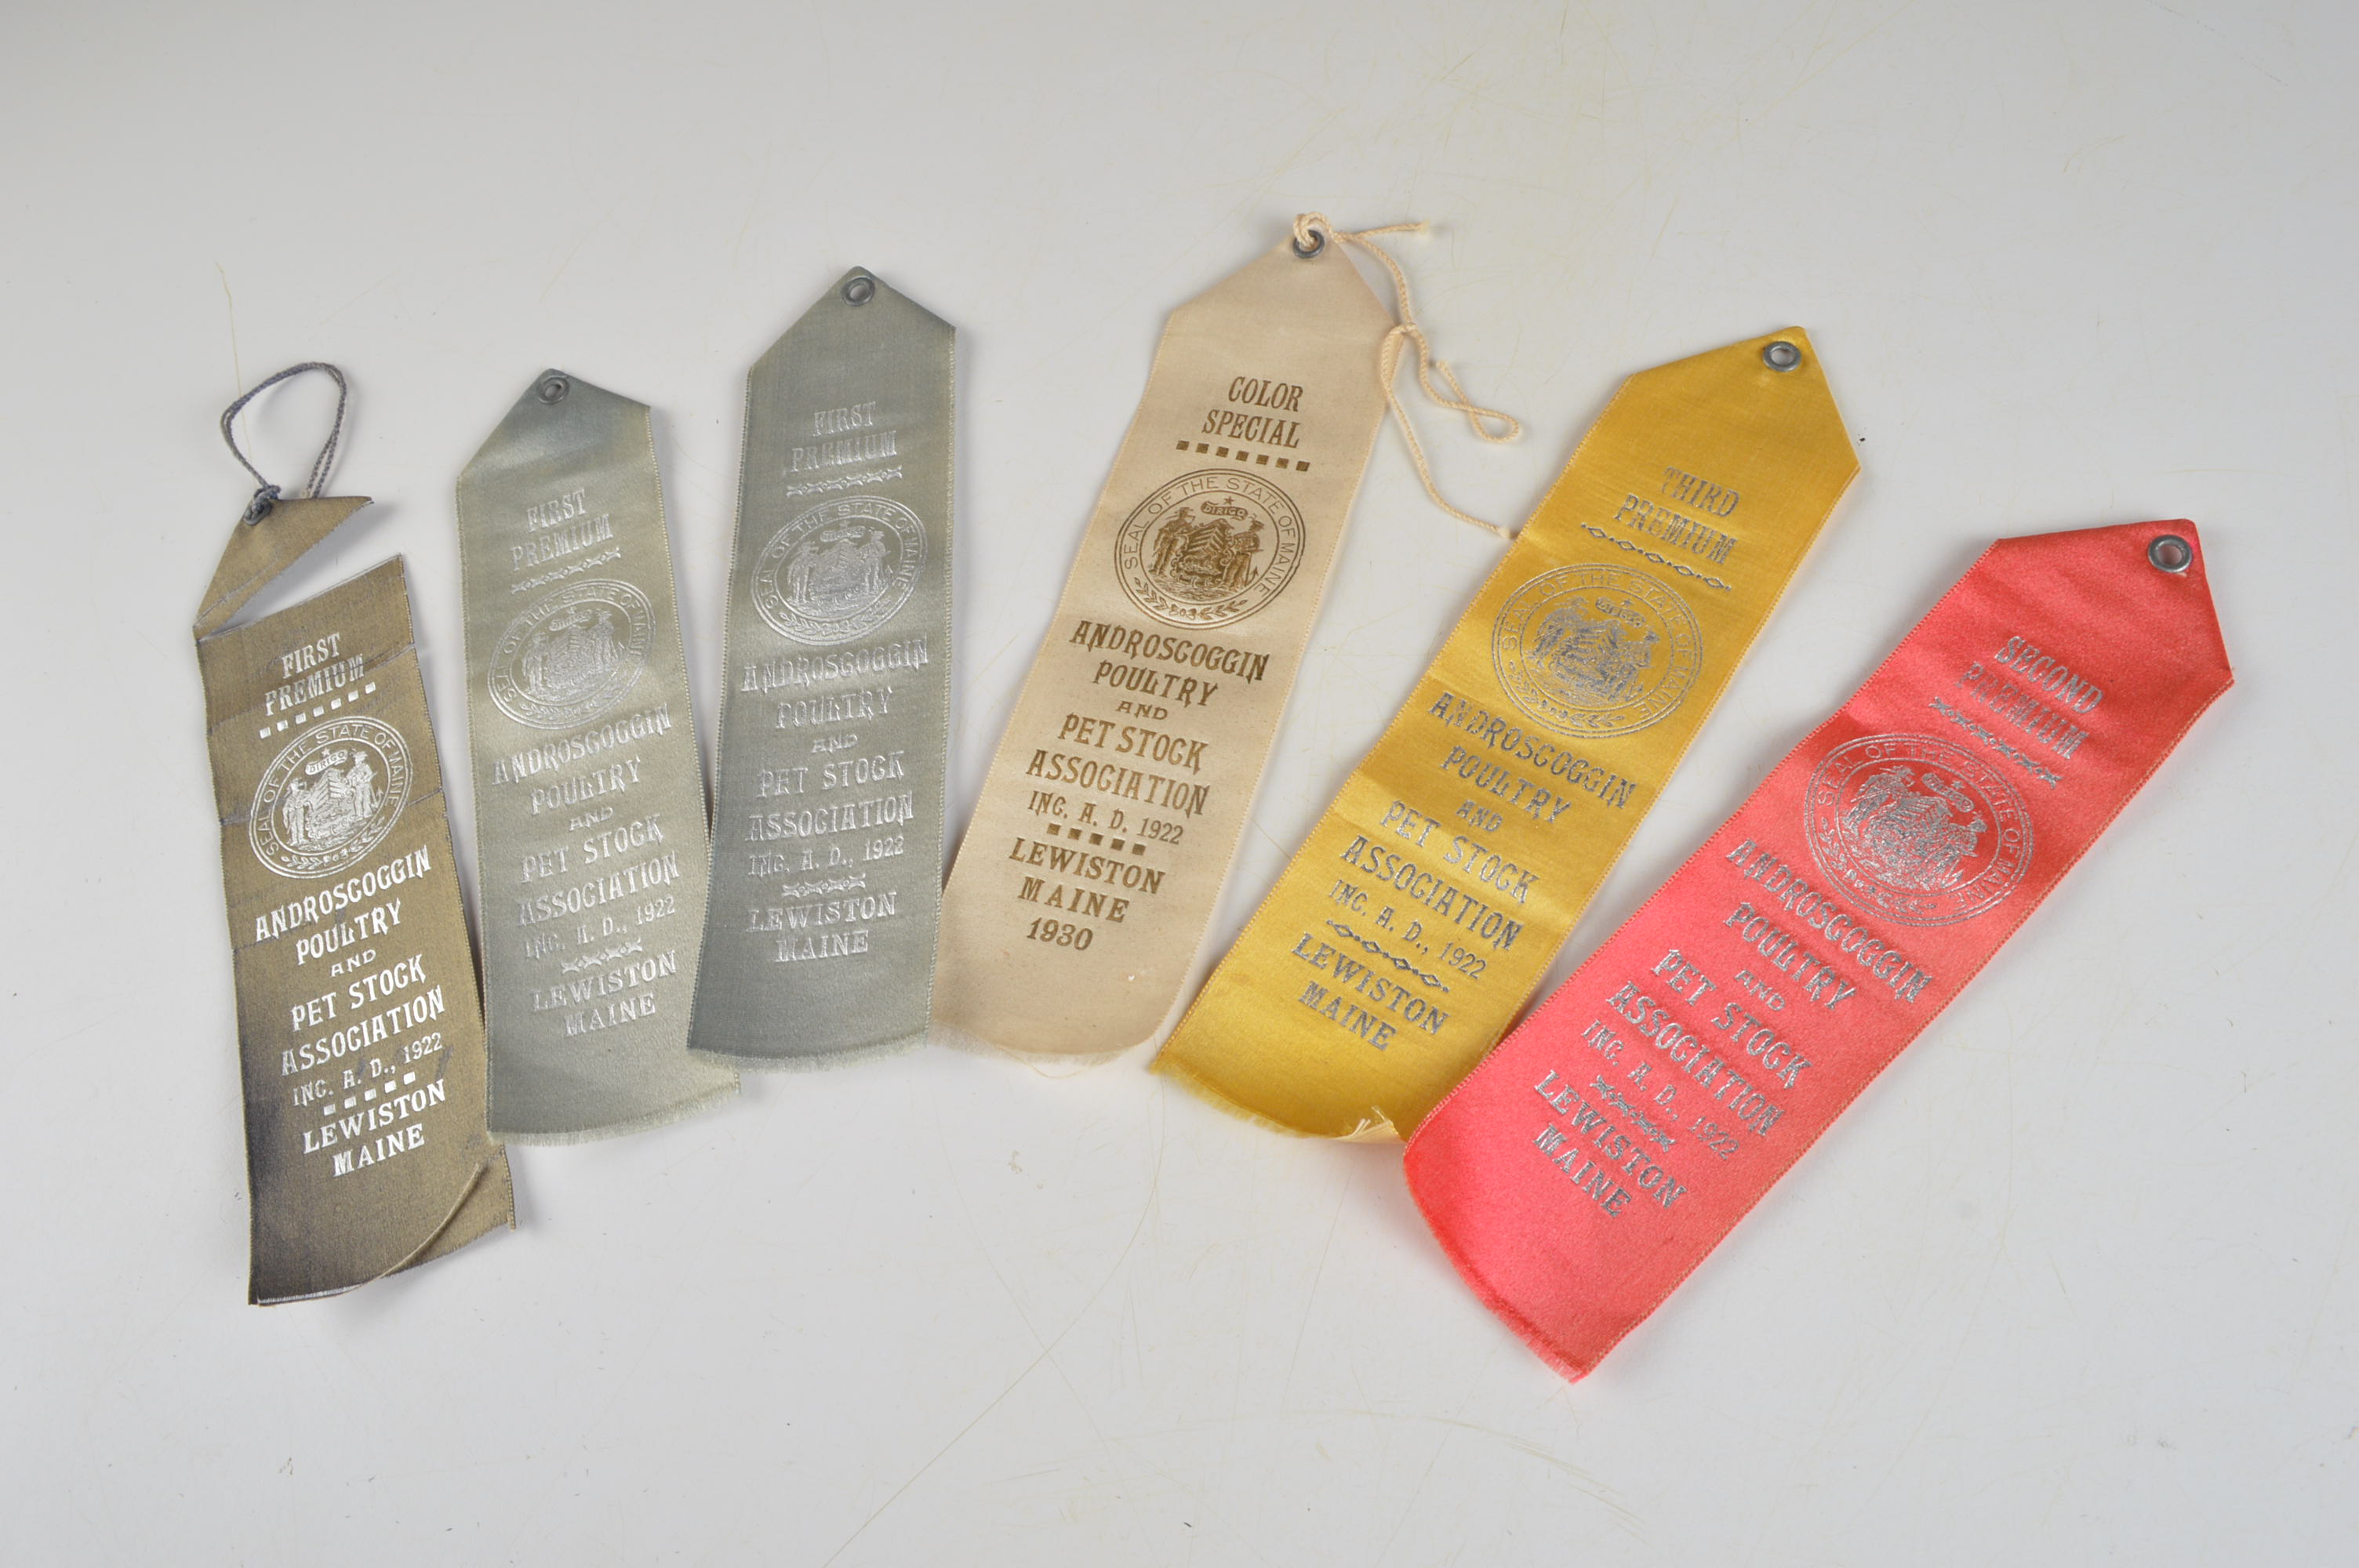 FIRST
PREMIUM
SEAL OF THE STATE OF MAINE
DIRIGO
ANDROSCOGGIN
POULTRY
AND
PET STOCK
ASSOCIATION
INC. A. D., 1922
LEWISTON
MAINE
FIRST
PREMIUM
SEAL OF THE STATE OF MAINE
DIRIGO
ANDROSCOGGIN
POULTRY
AND
PET STOCK
ASSOCIATION
INC. A. D., 1922
LEWISTON
MAINE
FIRST
PREMIUM
SEAL OF THE STATE OF MAINE
DIRIGO
ANDROSCOGGIN
POULTRY
AND
PET STOCK
ASSOCIATION
INC. A. D., 1922
LEWISTON
MAINE
COLOR
SPECIAL
SEAL OF THE STATE OF MAINE
DIRIGO
ANDROSCOGGIN
POULTRY
AND
PET STOCK
ASSOCIATION
INC. A. D. 1922
LEWISTON
MAINE
1930
THIRD
PREMIUM
SEAL OF THE STATE OF MAINE
DIRIGO
ANDROSCOGGIN
POULTRY
AND
PET STOCK
ASSOCIATION
INC. A. D., 1922
LEWISTON
MAINE
SECOND
PREMIUM
SEAL OF THE STATE OF MAINE
ANDROSCOGGIN
POULTRY
AND
PET STOCK
ASSOCIATION
INC. A. D., 1922
LEWISTON
MAINE